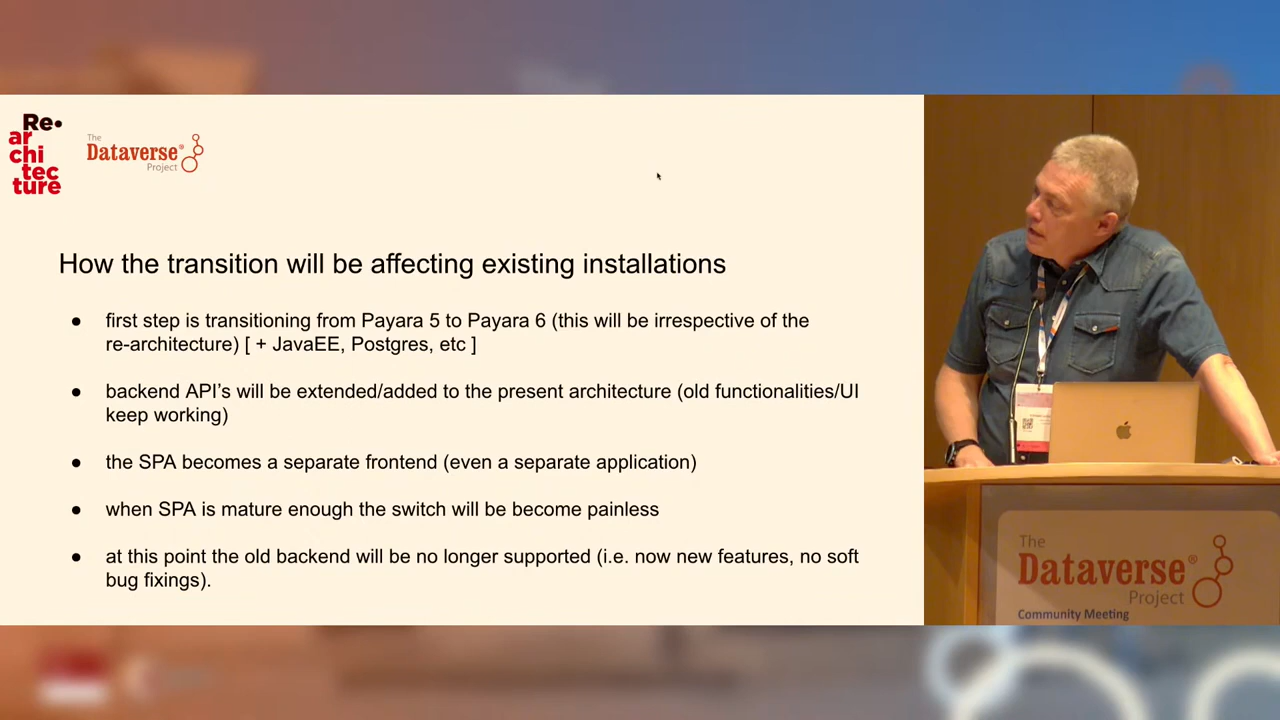 Re•
ar
chi
tec
ture
The
Dataverse®
Project
How the transition will be affecting existing installations
● first step is transitioning from Payara 5 to Payara 6 (this will be irrespective of the
re-architecture) [ + JavaEE, Postgres, etc ]
● backend API’s will be extended/added to the present architecture (old functionalities/UI
keep working)
● the SPA becomes a separate frontend (even a separate application)
● when SPA is mature enough the switch will be become painless
● at this point the old backend will be no longer supported (i.e. now new features, no soft
bug fixings).
The
Dataverse®
Project
Community Meeting